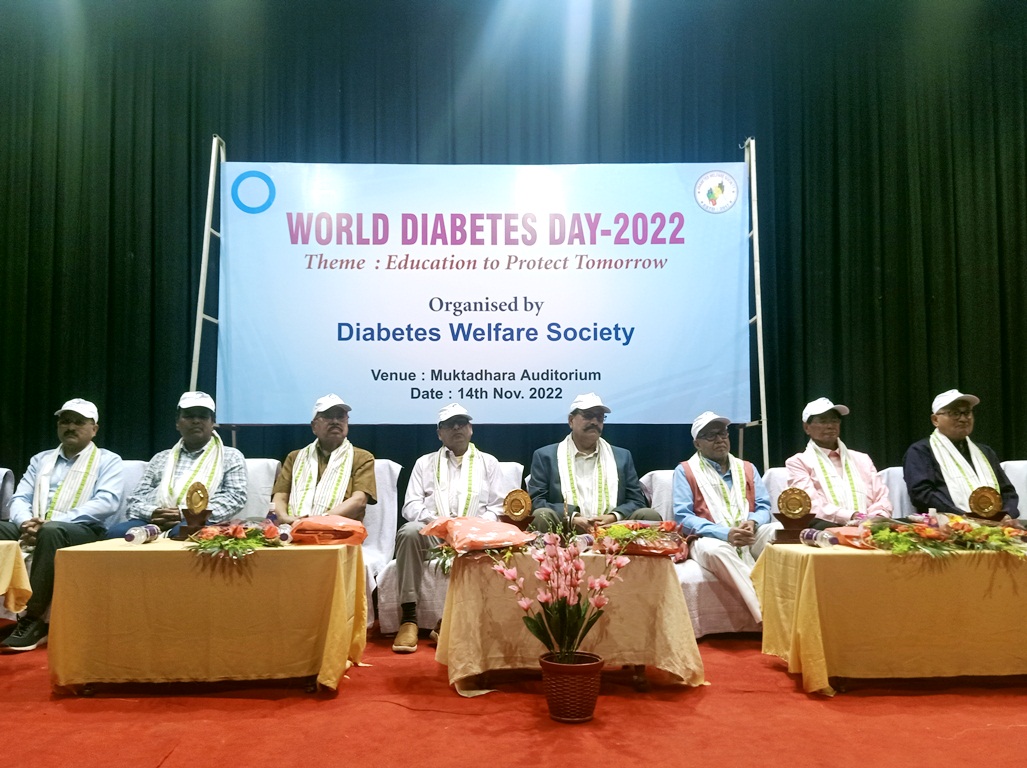 WORLD DIABETES DAY-2022
Theme : Education to Protect Tomorrow
Organised by
Diabetes Welfare Society
Venue : Muktadhara Auditorium
Date : 14th Nov. 2022